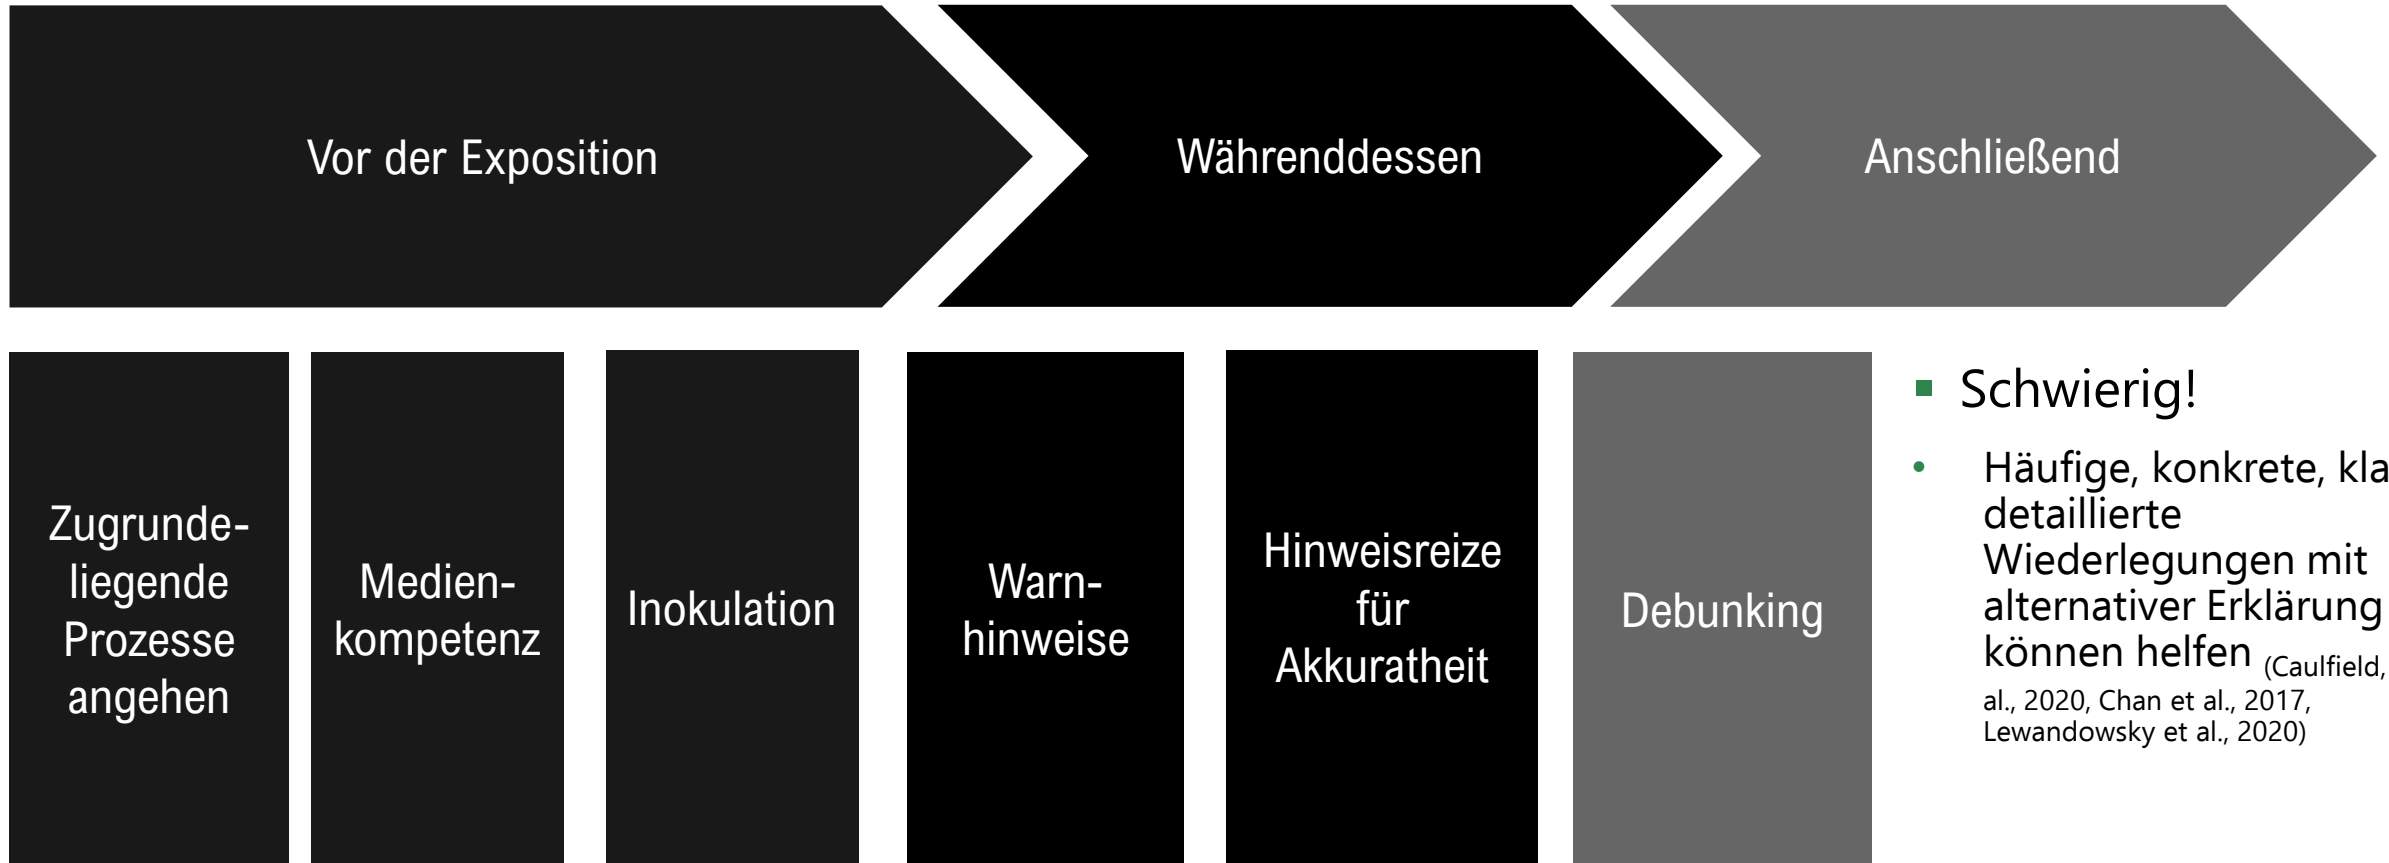 Vor der Exposition
Währenddessen
Anschließend
Zugrunde-
liegende
Prozesse
angehen
Medien-
kompetenz
Inokulation
Warn-
hinweise
Hinweisreize
für
Akkuratheit
Debunking
Schwierig!
Häufige, konkrete, kla
detaillierte
Wiederlegungen mit
alternativer Erklärung
können helfen (Caulfield,
al., 2020, Chan et al., 2017,
Lewandowsky et al., 2020)